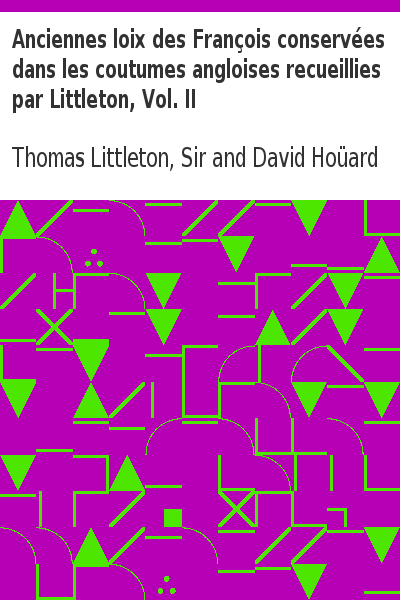 Anciennes loix des François conservées
dans les coutumes angloises recueillies
par Littleton, Vol. II
Thomas Littleton, Sir and David Hoüard